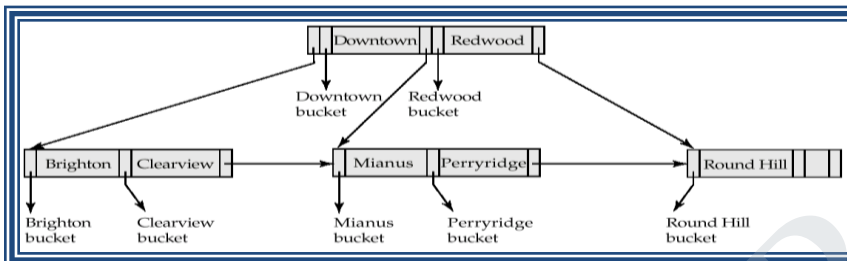 Downtown Redwood
Downtown Redwood
bucket bucket
Brighton Clearview Mianus Perryridge Round Hill
Brighton Clearview Mianus Perryridge Round Hill
bucket bucket bucket bucket bucket